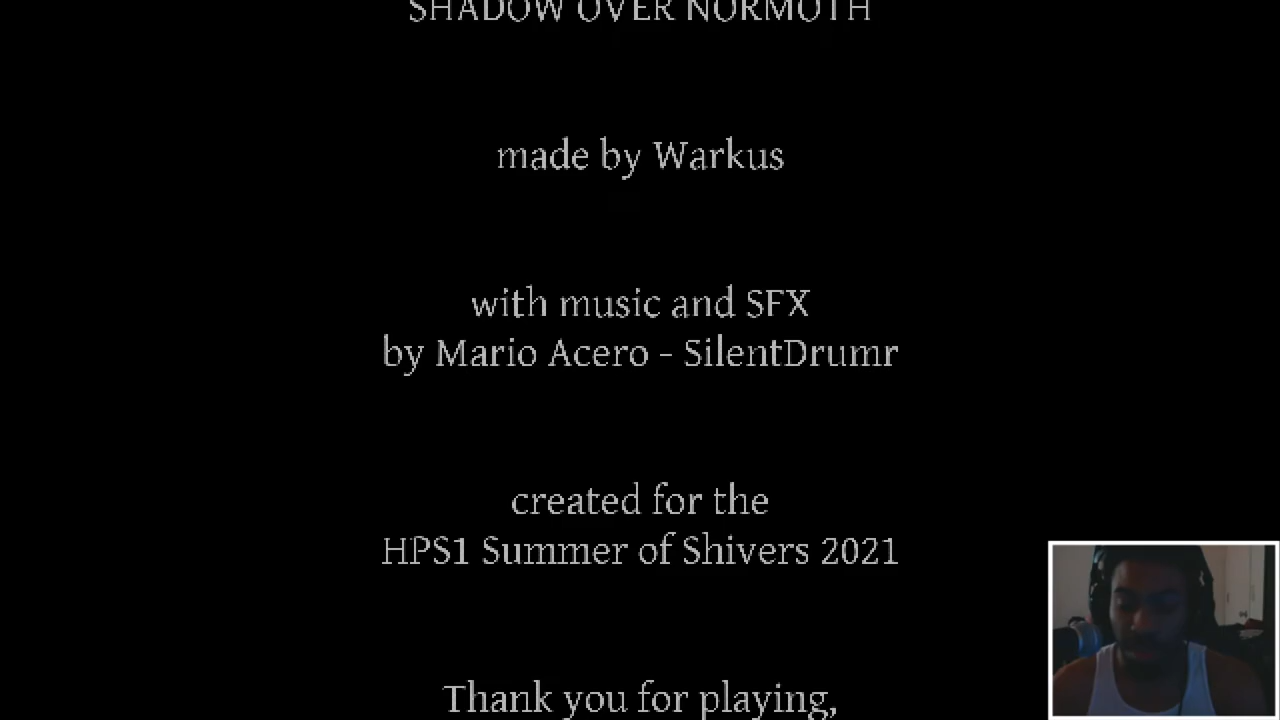 SHADOW OVER NORMOTH
made by Warkus
with music and SFX
by Mario Acero - SilentDrumr
created for the
HPS1 Summer of Shivers 2021
Thank you for playing,